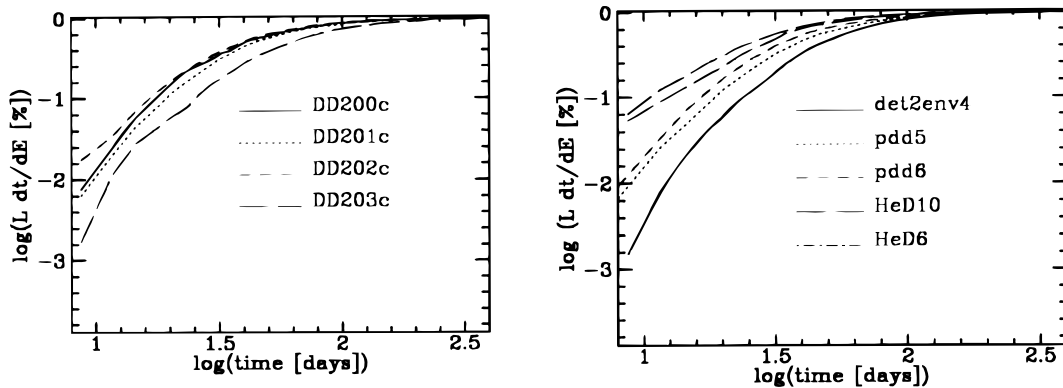 0
-1
-2
-3
log(L dt/dE [%])
DD200c
DD201c
DD202c
DD203c
1
1.5
2
2.5
log(time [days])
0
-1
-2
-3
log (L dt/dE [%])
det2env4
pdd5
pdd6
HeD10
HeD6
1
1.5
2
2.5
log(time [days])